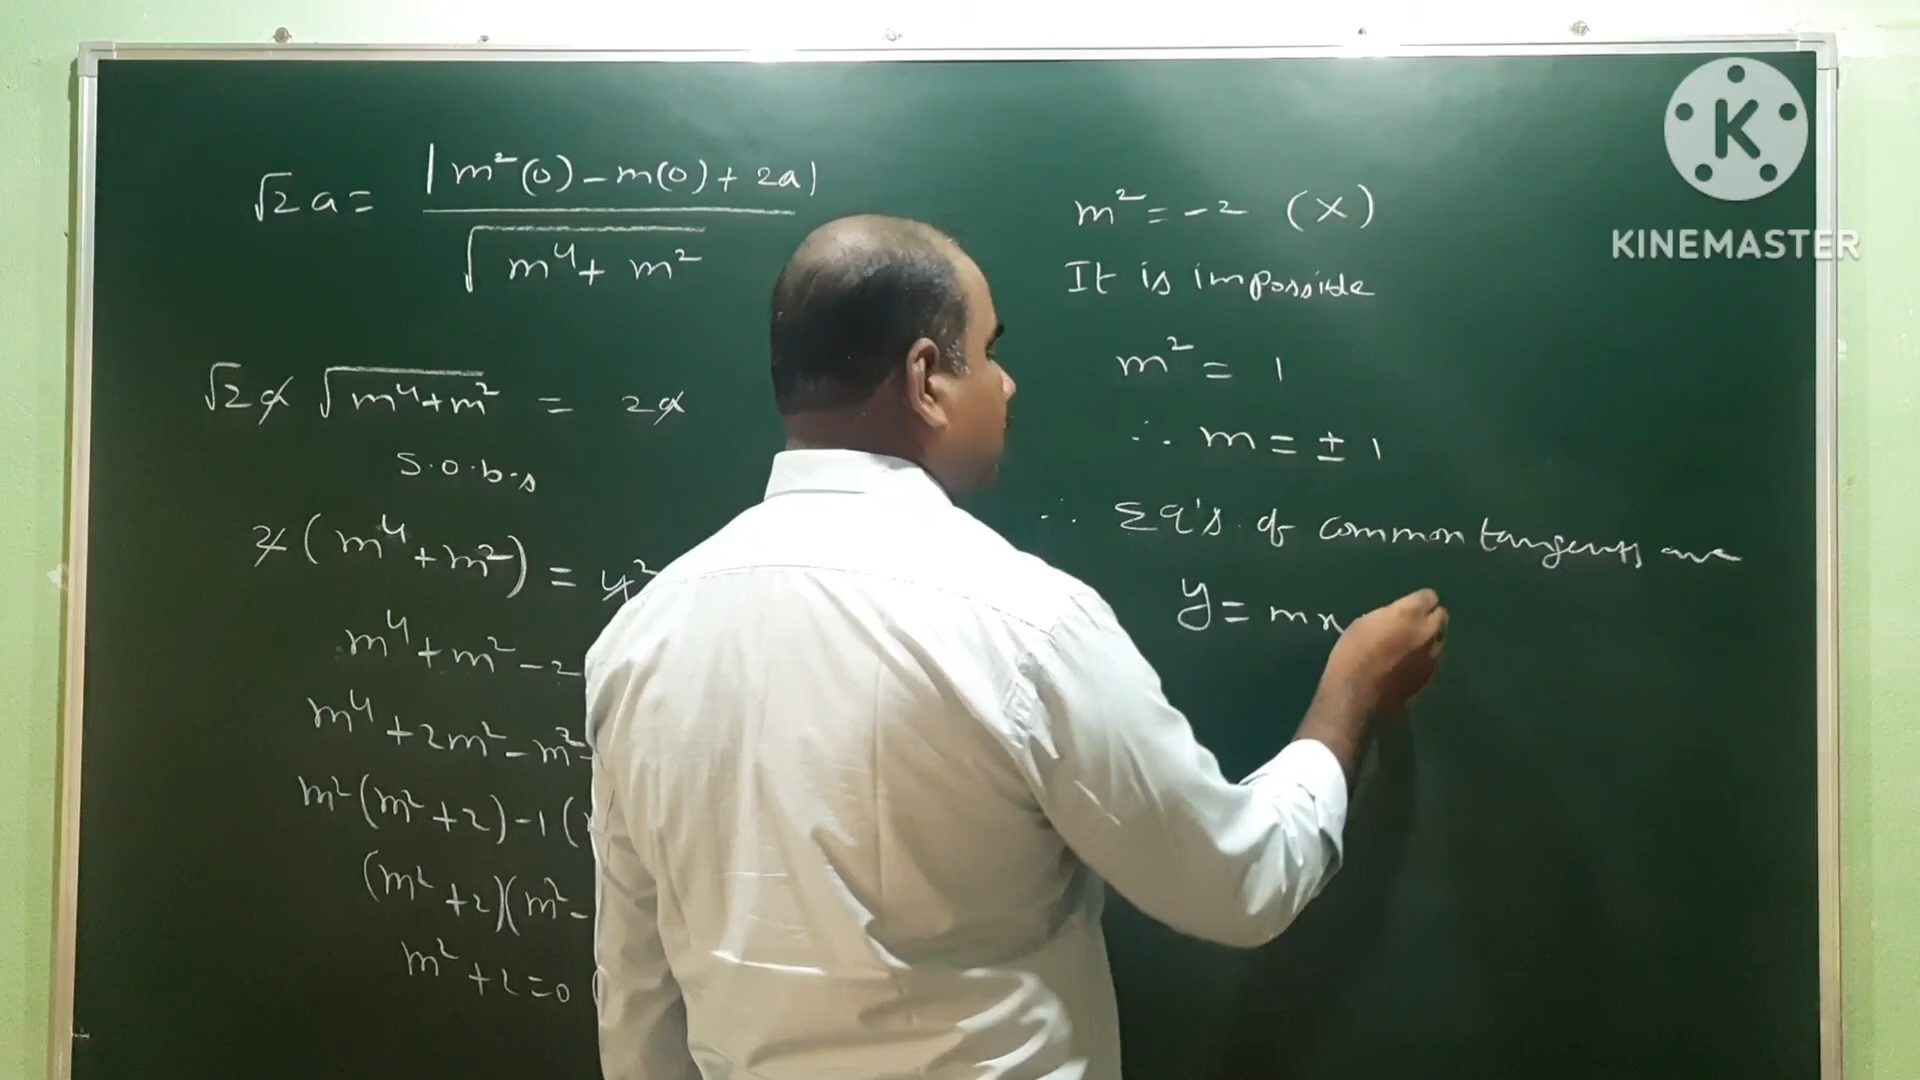 √2 a = |m²(0) - m(0) + 2a|
√(m⁴ + m²)
√2 a √(m⁴+m²) = 2a
S.O.b.s
2(m⁴+m²) = 4²
m⁴+m²-2
m⁴+2m²-m²-
m²(m²+2)-1(
(m²+2)(m²-
m²+2=0 (
m² = -2 (X)
It is impossible
m² = 1
∴ m = ± 1
∴ Eq's of common tangents are
y = mx
K
KINEMASTER